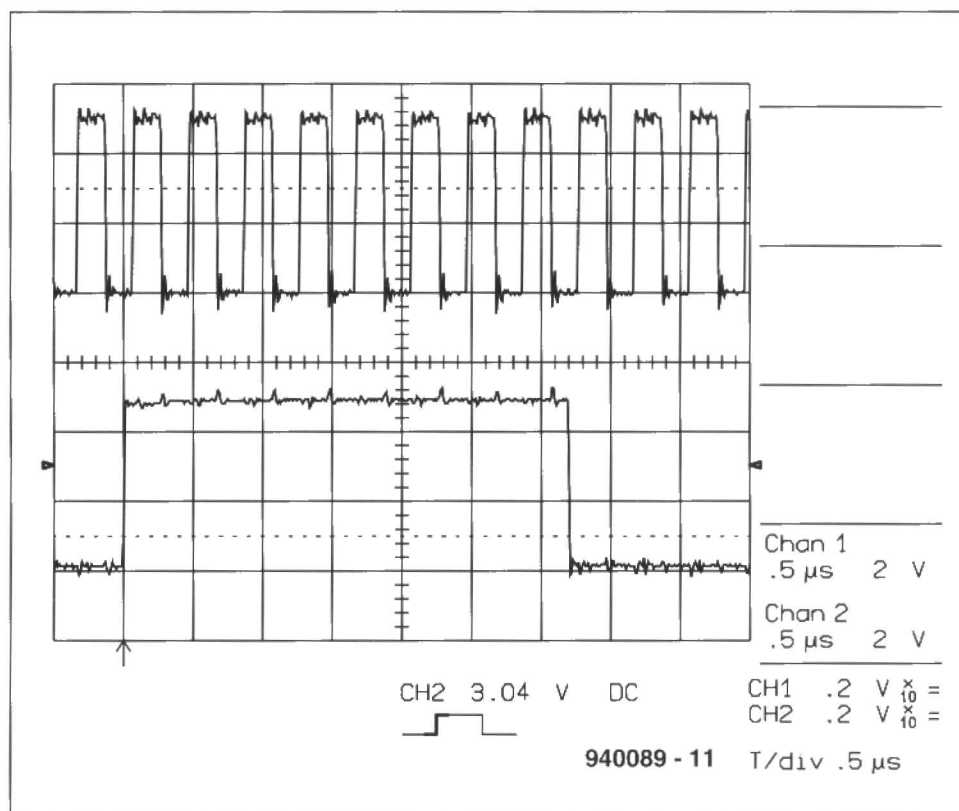 Chan 1
.5 µs 2 V
Chan 2
.5 µs 2 V
CH2 3.04 V DC
CH1 .2 V x10 =
CH2 .2 V x10 =
940089 - 11
T/div .5 µs